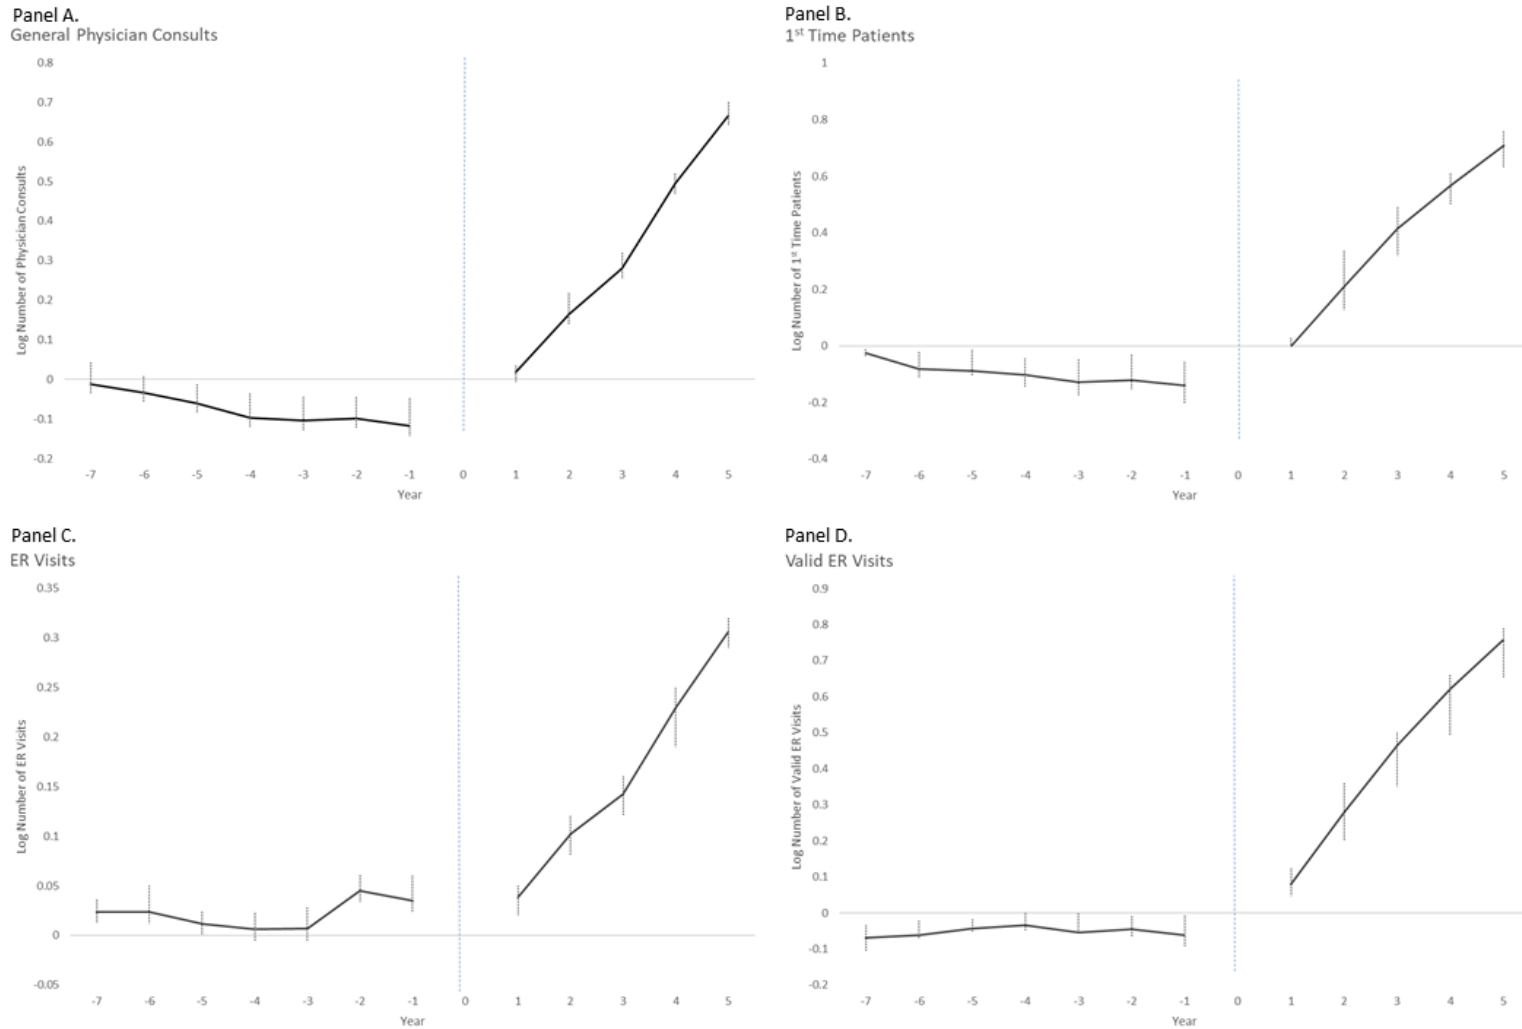 Panel A.
General Physician Consults
Log Number of Physician Consults
0.8
0.7
0.6
0.5
0.4
0.3
0.2
0.1
0
-0.1
-0.2
-7 -6 -5 -4 -3 -2 -1 0 1 2 3 4 5
Year
Panel B.
1st Time Patients
Log Number of 1st Time Patients
1
0.8
0.6
0.4
0.2
0
-0.2
-0.4
-7 -6 -5 -4 -3 -2 -1 0 1 2 3 4 5
Year
Panel C.
ER Visits
Log Number of ER Visits
0.35
0.3
0.25
0.2
0.15
0.1
0.05
0
-0.05
-7 -6 -5 -4 -3 -2 -1 0 1 2 3 4 5
Year
Panel D.
Valid ER Visits
Log Number of Valid ER Visits
0.9
0.8
0.7
0.6
0.5
0.4
0.3
0.2
0.1
0
-0.1
-0.2
-7 -6 -5 -4 -3 -2 -1 0 1 2 3 4 5
Year